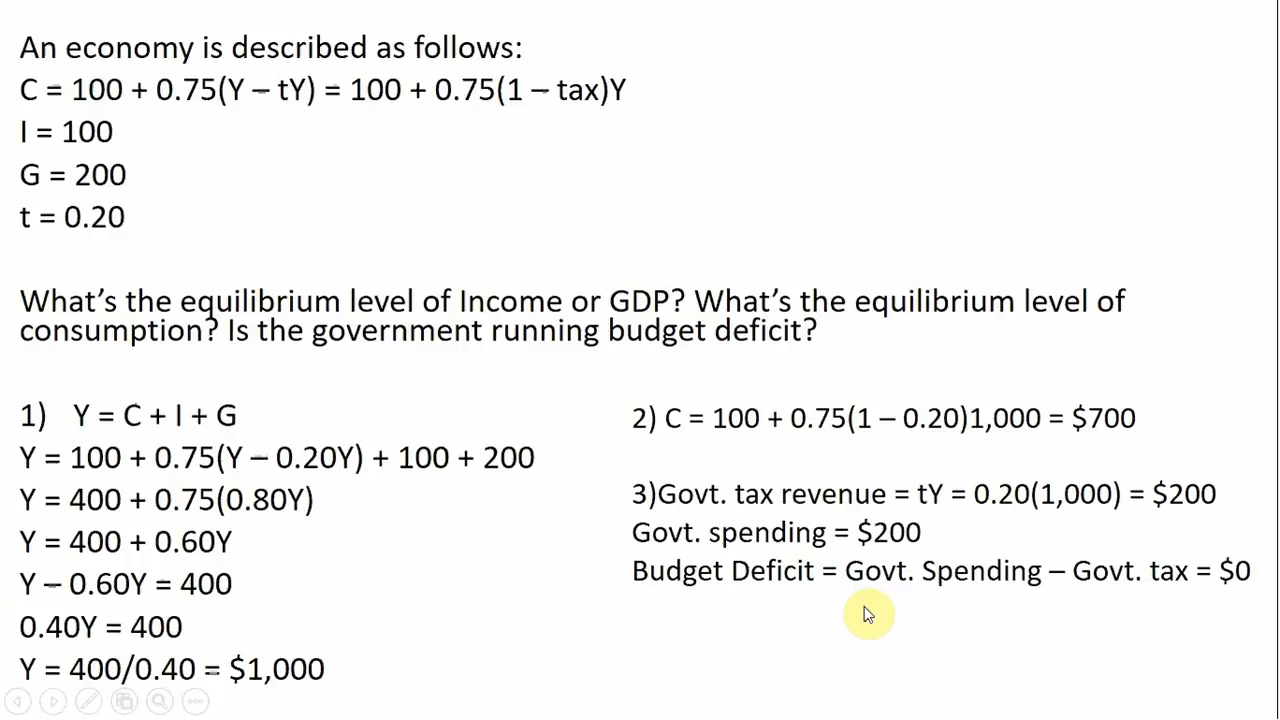 An economy is described as follows:
C = 100 + 0.75(Y – tY) = 100 + 0.75(1 – tax)Y
I = 100
G = 200
t = 0.20
What’s the equilibrium level of Income or GDP? What’s the equilibrium level of
consumption? Is the government running budget deficit?
1) Y = C + I + G
Y = 100 + 0.75(Y – 0.20Y) + 100 + 200
Y = 400 + 0.75(0.80Y)
Y = 400 + 0.60Y
Y – 0.60Y = 400
0.40Y = 400
Y = 400/0.40 = $1,000
2) C = 100 + 0.75(1 – 0.20)1,000 = $700
3)Govt. tax revenue = tY = 0.20(1,000) = $200
Govt. spending = $200
Budget Deficit = Govt. Spending – Govt. tax = $0